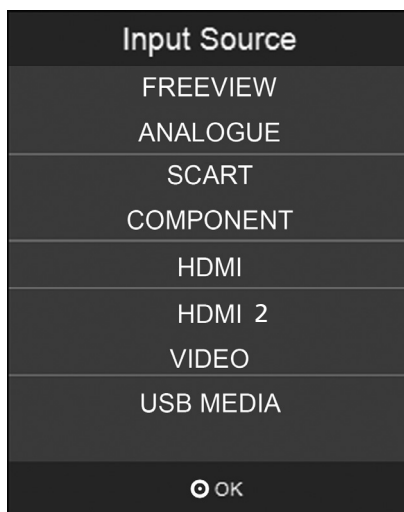 Input Source
FREEVIEW
ANALOGUE
SCART
COMPONENT
HDMI
HDMI 2
VIDEO
USB MEDIA
OK